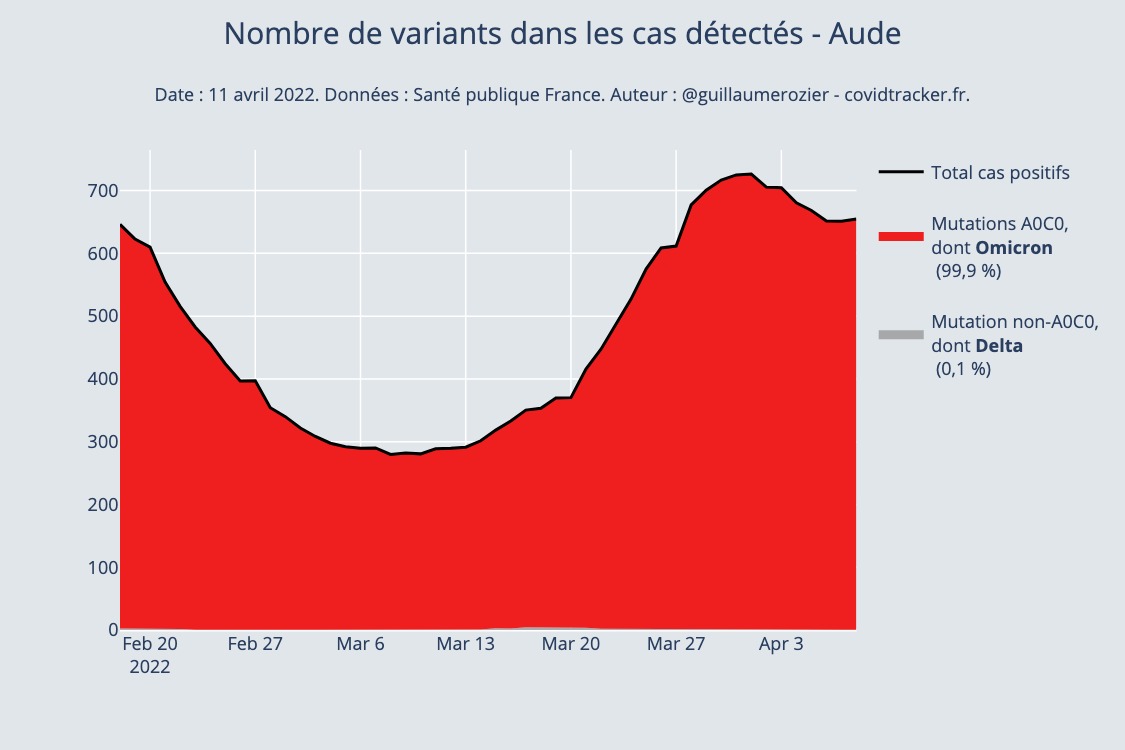 Nombre de variants dans les cas détectés - Aude
Date : 11 avril 2022. Données : Santé publique France. Auteur : @guillaumerozier - covidtracker.fr.
Total cas positifs
Mutations A0C0,
dont Omicron
(99,9 %)
Mutation non-A0C0,
dont Delta
(0,1 %)
700
600
500
400
300
200
100
0
Feb 20
2022
Feb 27
Mar 6
Mar 13
Mar 20
Mar 27
Apr 3